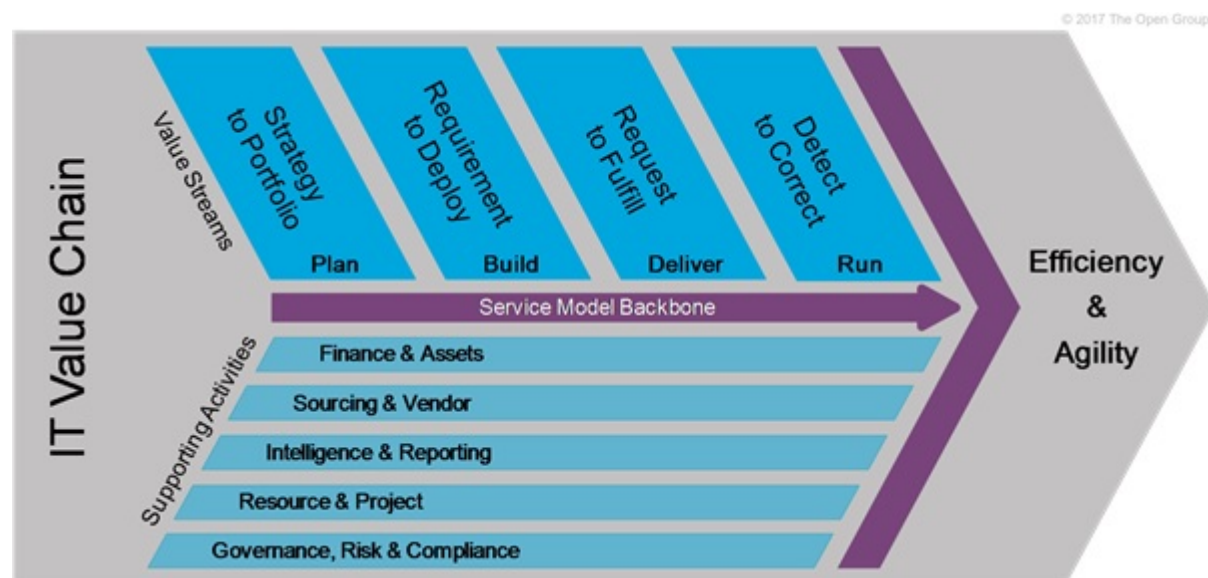 © 2017 The Open Group
IT Value Chain
Value Streams
Strategy
to Portfolio
Plan
Requirement
to Deploy
Build
Request
to Fulfill
Deliver
Detect
to Correct
Run
Service Model Backbone
Supporting Activities
Finance & Assets
Sourcing & Vendor
Intelligence & Reporting
Resource & Project
Governance, Risk & Compliance
Efficiency
&
Agility